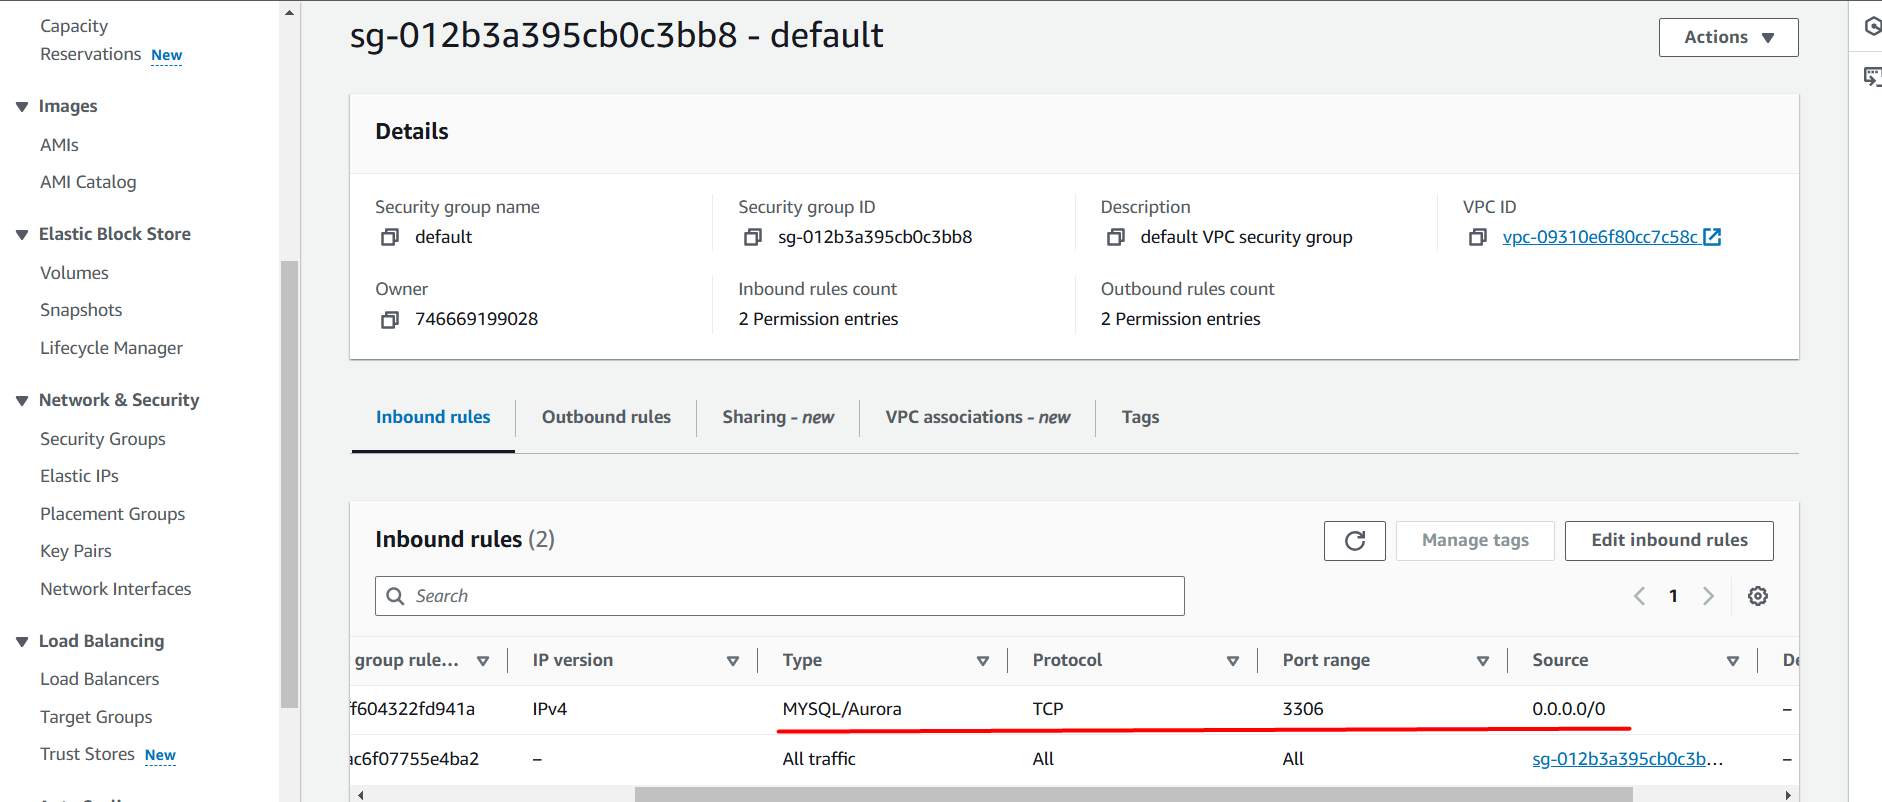 Capacity
Reservations New
Images
AMIs
AMI Catalog
Elastic Block Store
Volumes
Snapshots
Lifecycle Manager
Network & Security
Security Groups
Elastic IPs
Placement Groups
Key Pairs
Network Interfaces
Load Balancing
Load Balancers
Target Groups
Trust Stores New
sg-012b3a395cb0c3bb8 - default
Actions
Details
Security group name
default
Security group ID
sg-012b3a395cb0c3bb8
Description
default VPC security group
VPC ID
vpc-09310e6f80cc7c58c
Owner
746669199028
Inbound rules count
2 Permission entries
Outbound rules count
2 Permission entries
Inbound rules Outbound rules Sharing - new VPC associations - new Tags
Inbound rules (2)
Manage tags
Edit inbound rules
Search
1
group rule... IP version Type Protocol Port range Source De
ff604322fd941a IPv4 MYSQL/Aurora TCP 3306 0.0.0.0/0 –
ac6f07755e4ba2 – All traffic All All sg-012b3a395cb0c3b... –